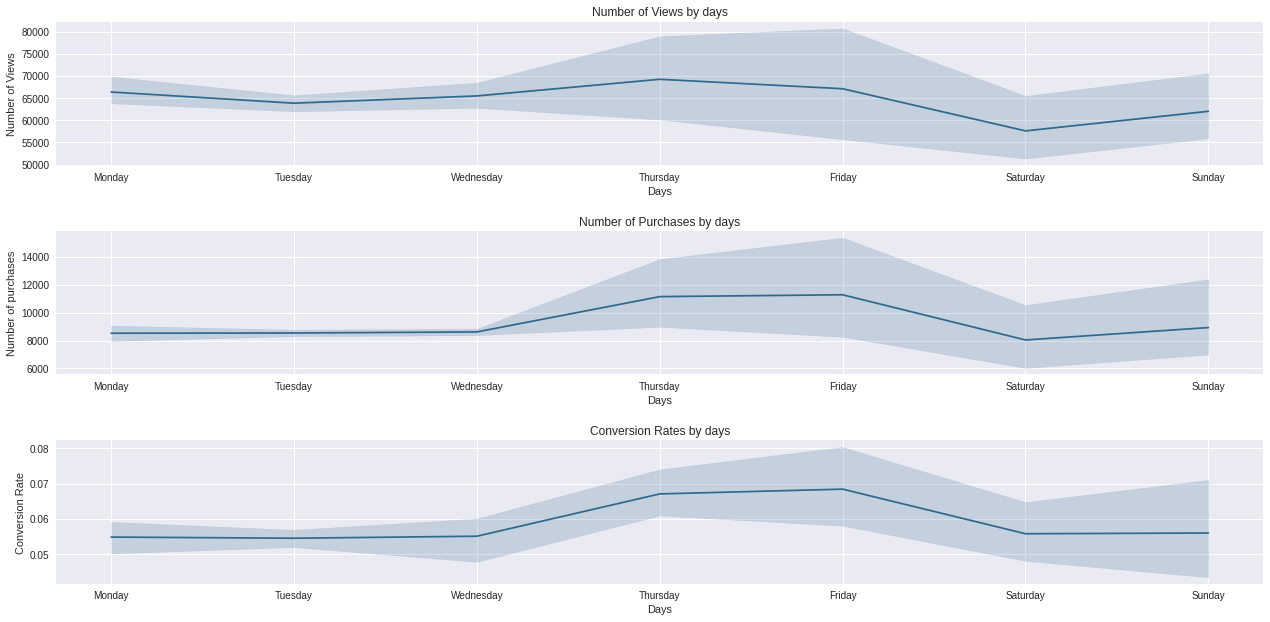 Number of Views by days
Number of Views
80000
75000
70000
65000
60000
55000
50000
Monday Tuesday Wednesday Thursday Friday Saturday Sunday
Days
Number of Purchases by days
Number of purchases
14000
12000
10000
8000
6000
Monday Tuesday Wednesday Thursday Friday Saturday Sunday
Days
Conversion Rates by days
Conversion Rate
0.08
0.07
0.06
0.05
Monday Tuesday Wednesday Thursday Friday Saturday Sunday
Days